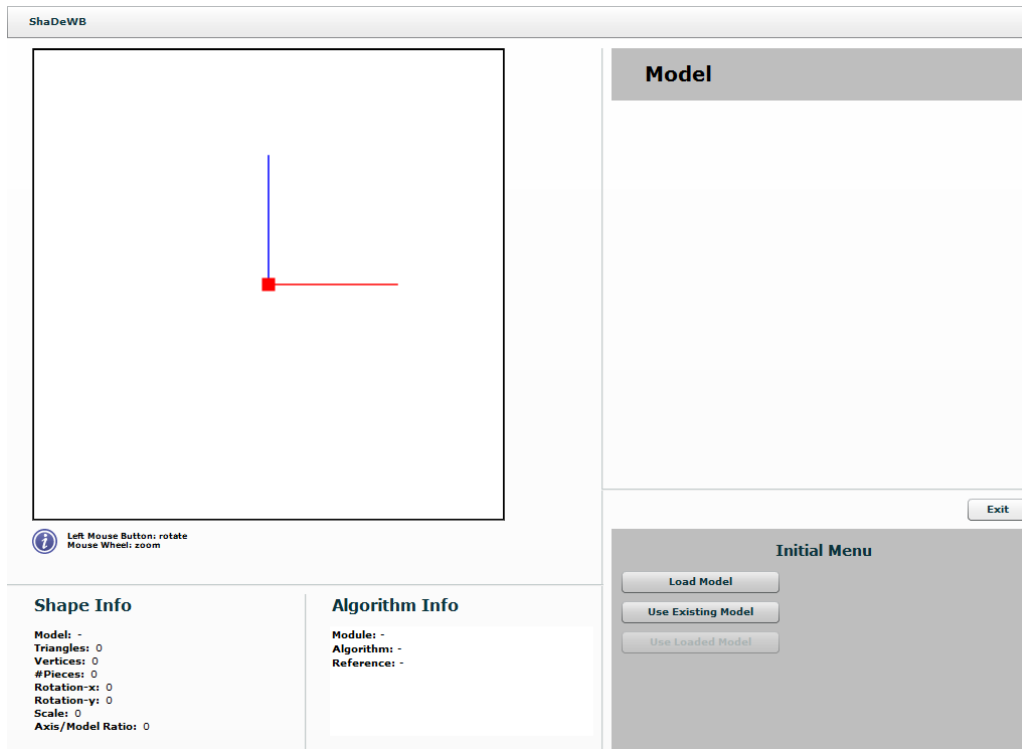 ShaDeWB
Model
Left Mouse Button: rotate
Mouse Wheel: zoom
Exit
Initial Menu
Load Model
Use Existing Model
Use Loaded Model
Shape Info
Model: -
Triangles: 0
Vertices: 0
#Pieces: 0
Rotation-x: 0
Rotation-y: 0
Scale: 0
Axis/Model Ratio: 0
Algorithm Info
Module: -
Algorithm: -
Reference: -